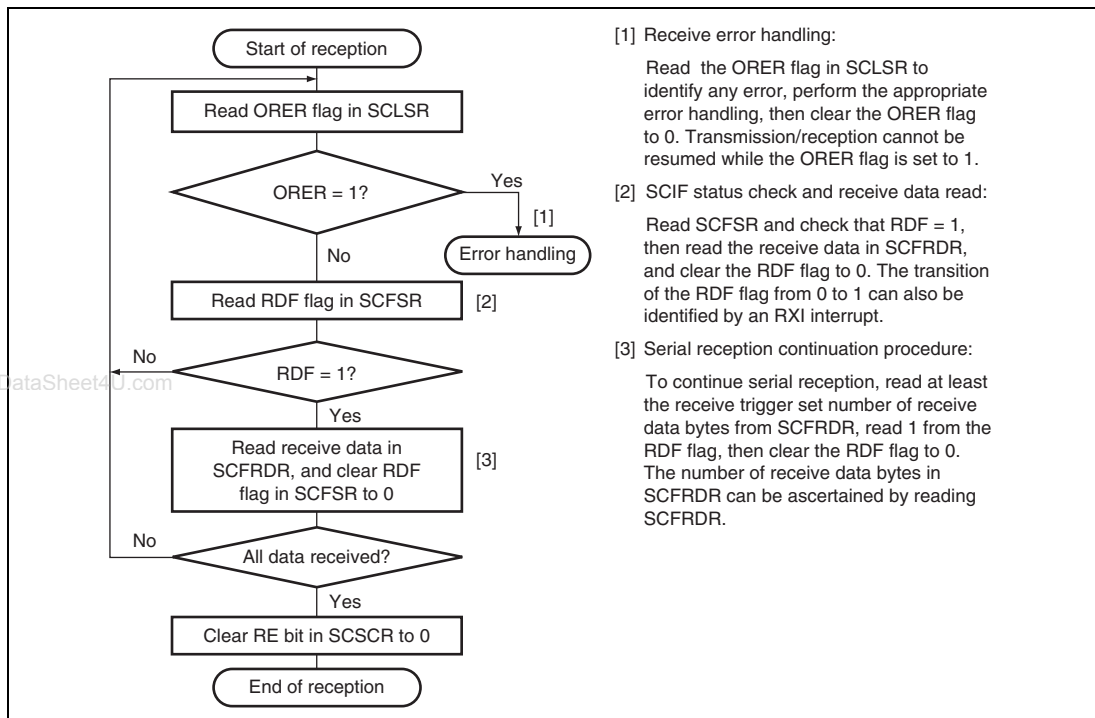 Start of reception
Read ORER flag in SCLSR
ORER = 1?
Yes
[1]
Error handling
No
Read RDF flag in SCFSR
[2]
No
RDF = 1?
DataSheet4U.com
Yes
Read receive data in
SCFRDR, and clear RDF
flag in SCFSR to 0
[3]
No
All data received?
Yes
Clear RE bit in SCSCR to 0
End of reception
[1] Receive error handling:
Read the ORER flag in SCLSR to
identify any error, perform the appropriate
error handling, then clear the ORER flag
to 0. Transmission/reception cannot be
resumed while the ORER flag is set to 1.
[2] SCIF status check and receive data read:
Read SCFSR and check that RDF = 1,
then read the receive data in SCFRDR,
and clear the RDF flag to 0. The transition
of the RDF flag from 0 to 1 can also be
identified by an RXI interrupt.
[3] Serial reception continuation procedure:
To continue serial reception, read at least
the receive trigger set number of receive
data bytes from SCFRDR, read 1 from the
RDF flag, then clear the RDF flag to 0.
The number of receive data bytes in
SCFRDR can be ascertained by reading
SCFRDR.